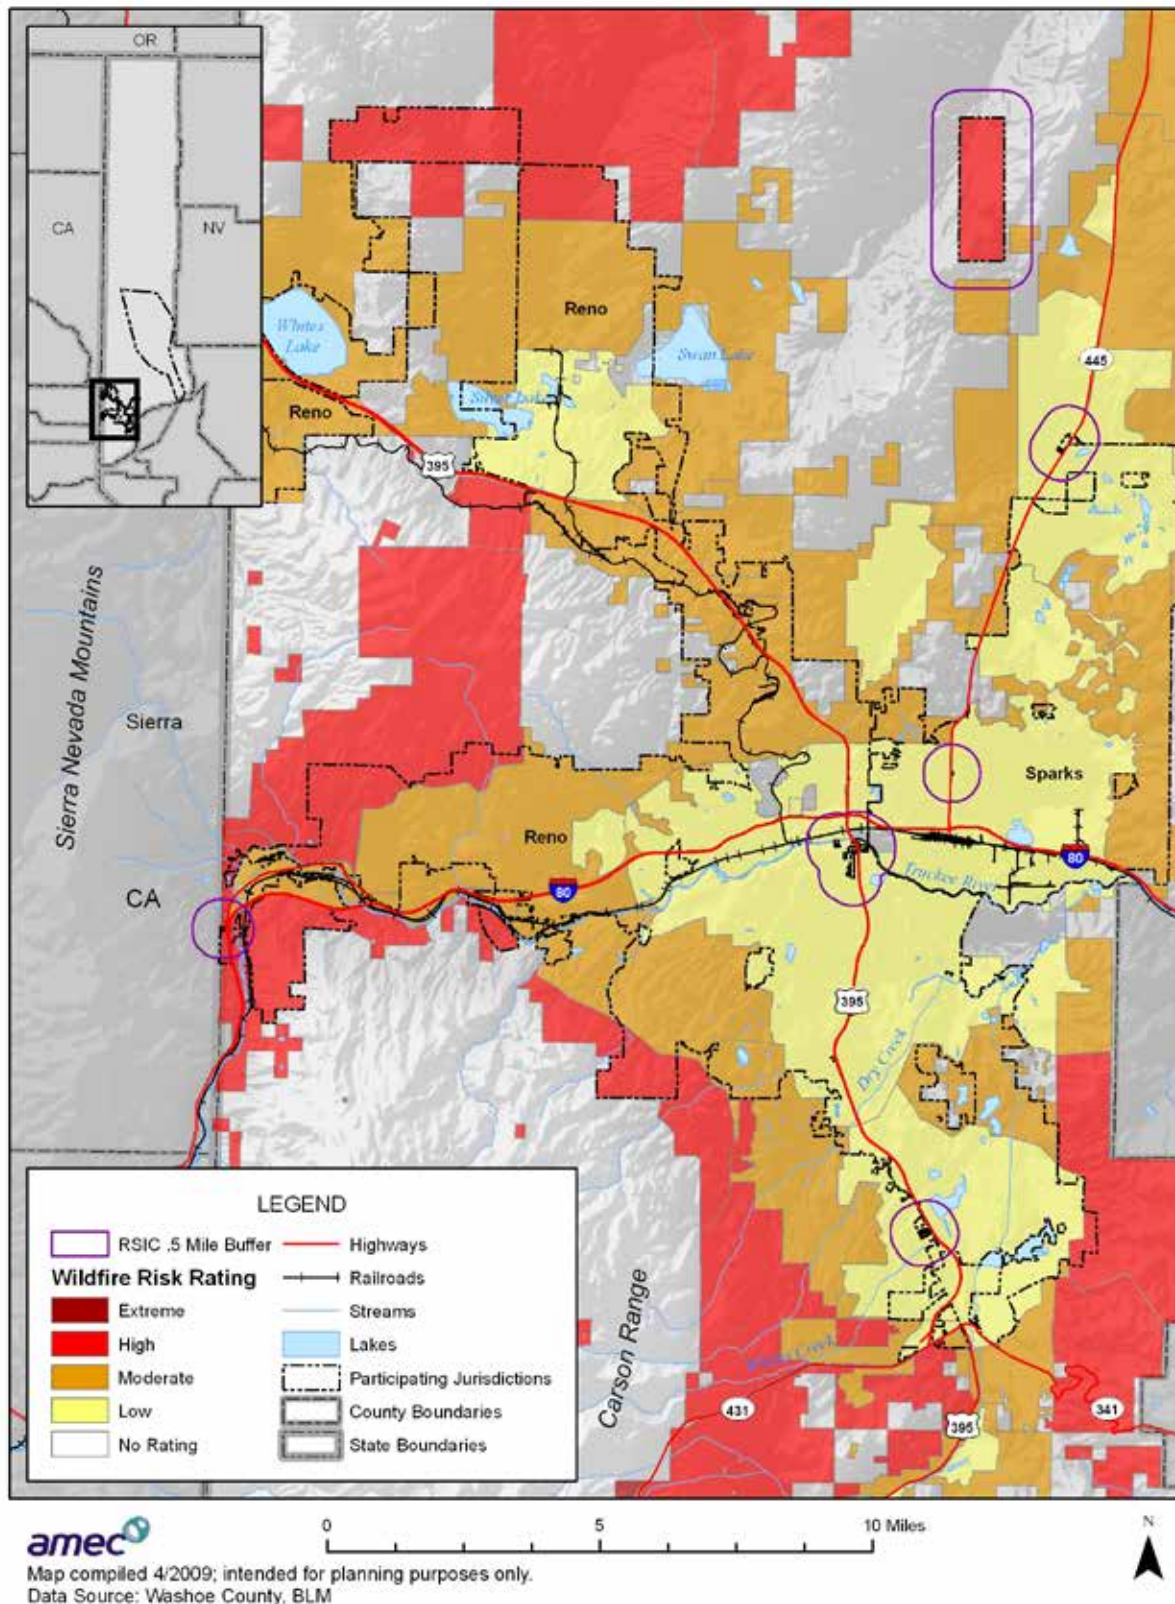 OR
CA
NV
Whites
Lake
Reno
Swan Lake
445
Silver Lake
Reno
395
Sierra Nevada Mountains
Sierra
Sparks
Reno
80
80
Truckee River
CA
395
Dry Creek
LEGEND
RSIC .5 Mile Buffer
Highways
Wildfire Risk Rating
Railroads
Extreme
Streams
High
Lakes
Moderate
Participating Jurisdictions
Low
County Boundaries
No Rating
State Boundaries
Carson Range
Creek
431
395
341
amec
0 5 10 Miles
N
Map compiled 4/2009; intended for planning purposes only.
Data Source: Washoe County, BLM